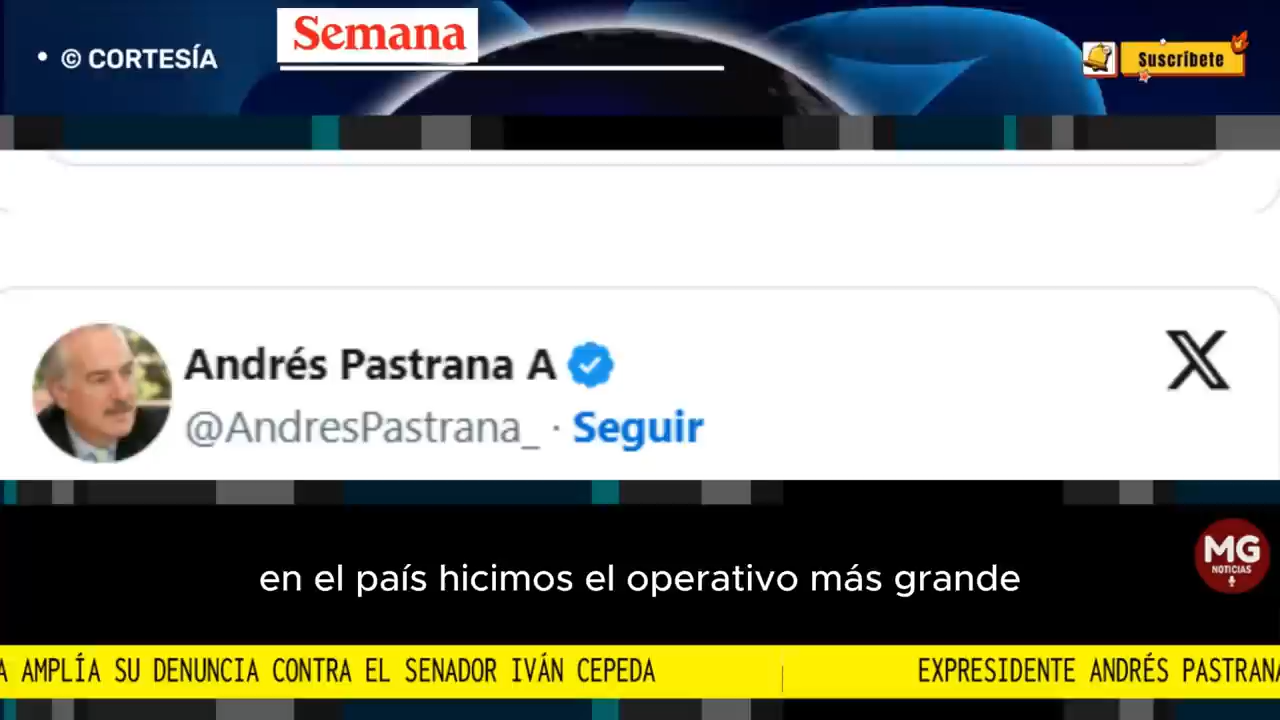 • © CORTESÍA
Semana
Suscríbete
Andrés Pastrana A
@AndresPastrana_ · Seguir
X
en el país hicimos el operativo más grande
MG
NOTICIAS
A AMPLÍA SU DENUNCIA CONTRA EL SENADOR IVÁN CEPEDA
EXPRESIDENTE ANDRÉS PASTRANA